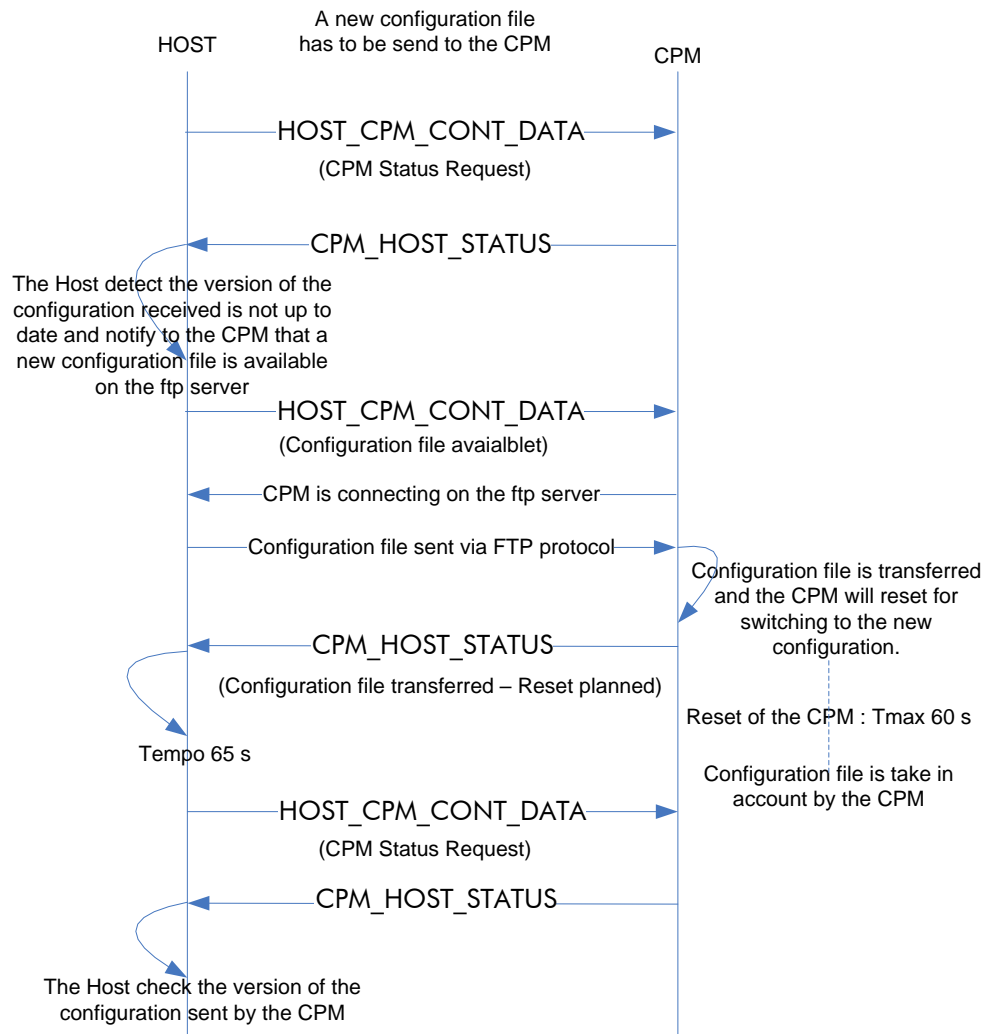 A new configuration file
has to be send to the CPM
HOST
CPM
HOST_CPM_CONT_DATA
(CPM Status Request)
CPM_HOST_STATUS
The Host detect the version of the
configuration received is not up to
date and notify to the CPM that a
new configuration file is available
on the ftp server
HOST_CPM_CONT_DATA
(Configuration file avaialblet)
CPM is connecting on the ftp server
Configuration file sent via FTP protocol
Configuration file is transferred
and the CPM will reset for
switching to the new
configuration.
CPM_HOST_STATUS
(Configuration file transferred – Reset planned)
Reset of the CPM : Tmax 60 s
Tempo 65 s
Configuration file is take in
account by the CPM
HOST_CPM_CONT_DATA
(CPM Status Request)
CPM_HOST_STATUS
The Host check the version of the
configuration sent by the CPM